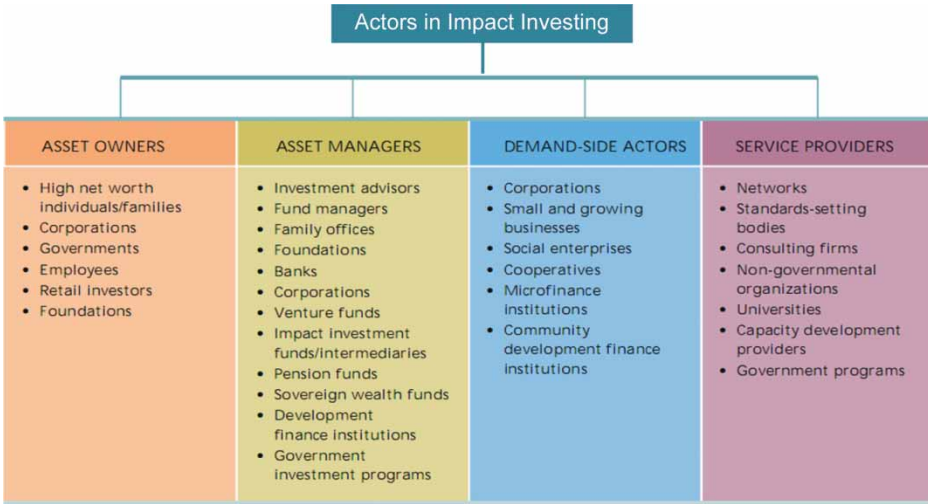 Actors in Impact Investing
ASSET OWNERS
• High net worth
individuals/families
• Corporations
• Governments
• Employees
• Retail investors
• Foundations
ASSET MANAGERS
• Investment advisors
• Fund managers
• Family offices
• Foundations
• Banks
• Corporations
• Venture funds
• Impact investment
funds/intermediaries
• Pension funds
• Sovereign wealth funds
• Development
finance institutions
• Government
investment programs
DEMAND-SIDE ACTORS
• Corporations
• Small and growing
businesses
• Social enterprises
• Cooperatives
• Microfinance
institutions
• Community
development finance
institutions
SERVICE PROVIDERS
• Networks
• Standards-setting
bodies
• Consulting firms
• Non-governmental
organizations
• Universities
• Capacity development
providers
• Government programs